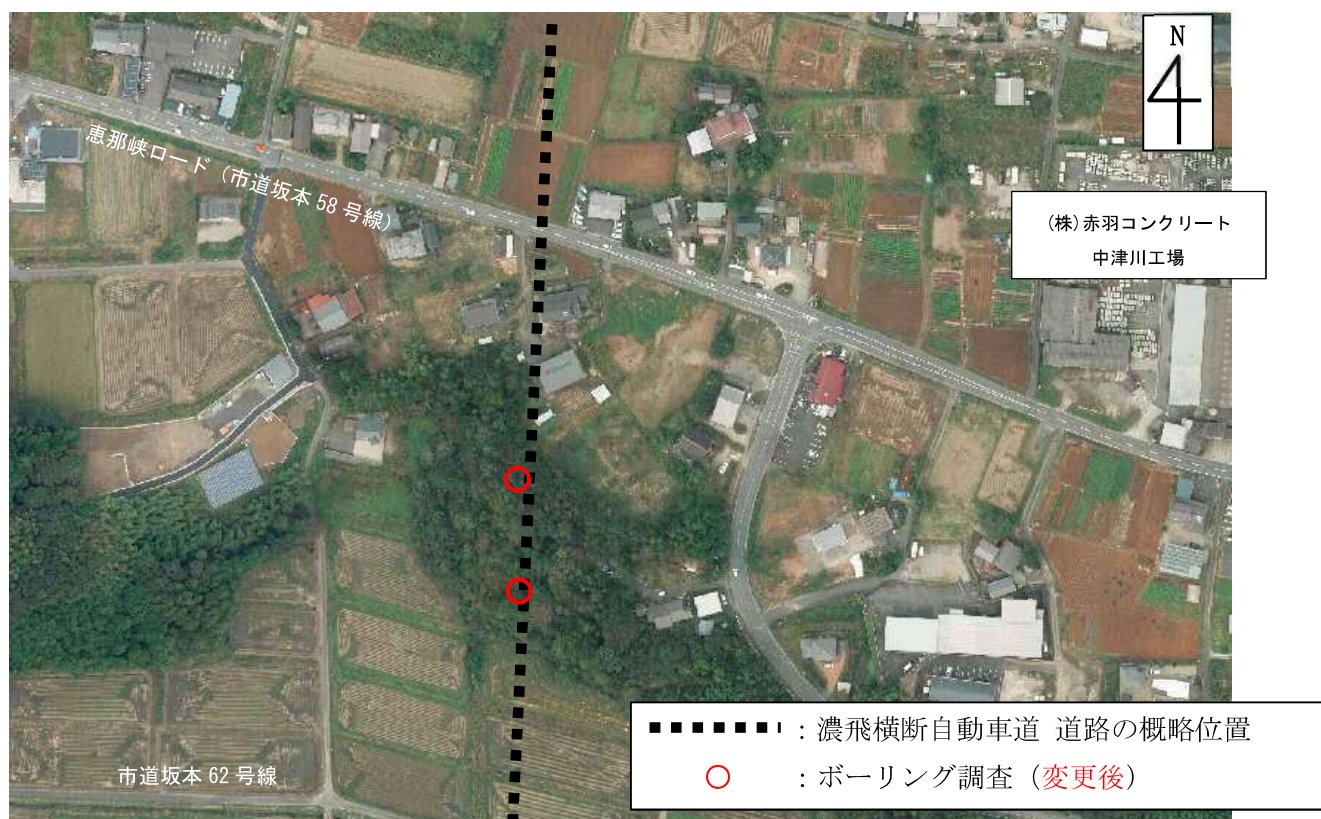 N
恵那峡ロード（市道坂本 58 号線）
(株)赤羽コンクリート
中津川工場
：濃飛横断自動車道 道路の概略位置
：ボーリング調査（変更後）
市道坂本 62 号線